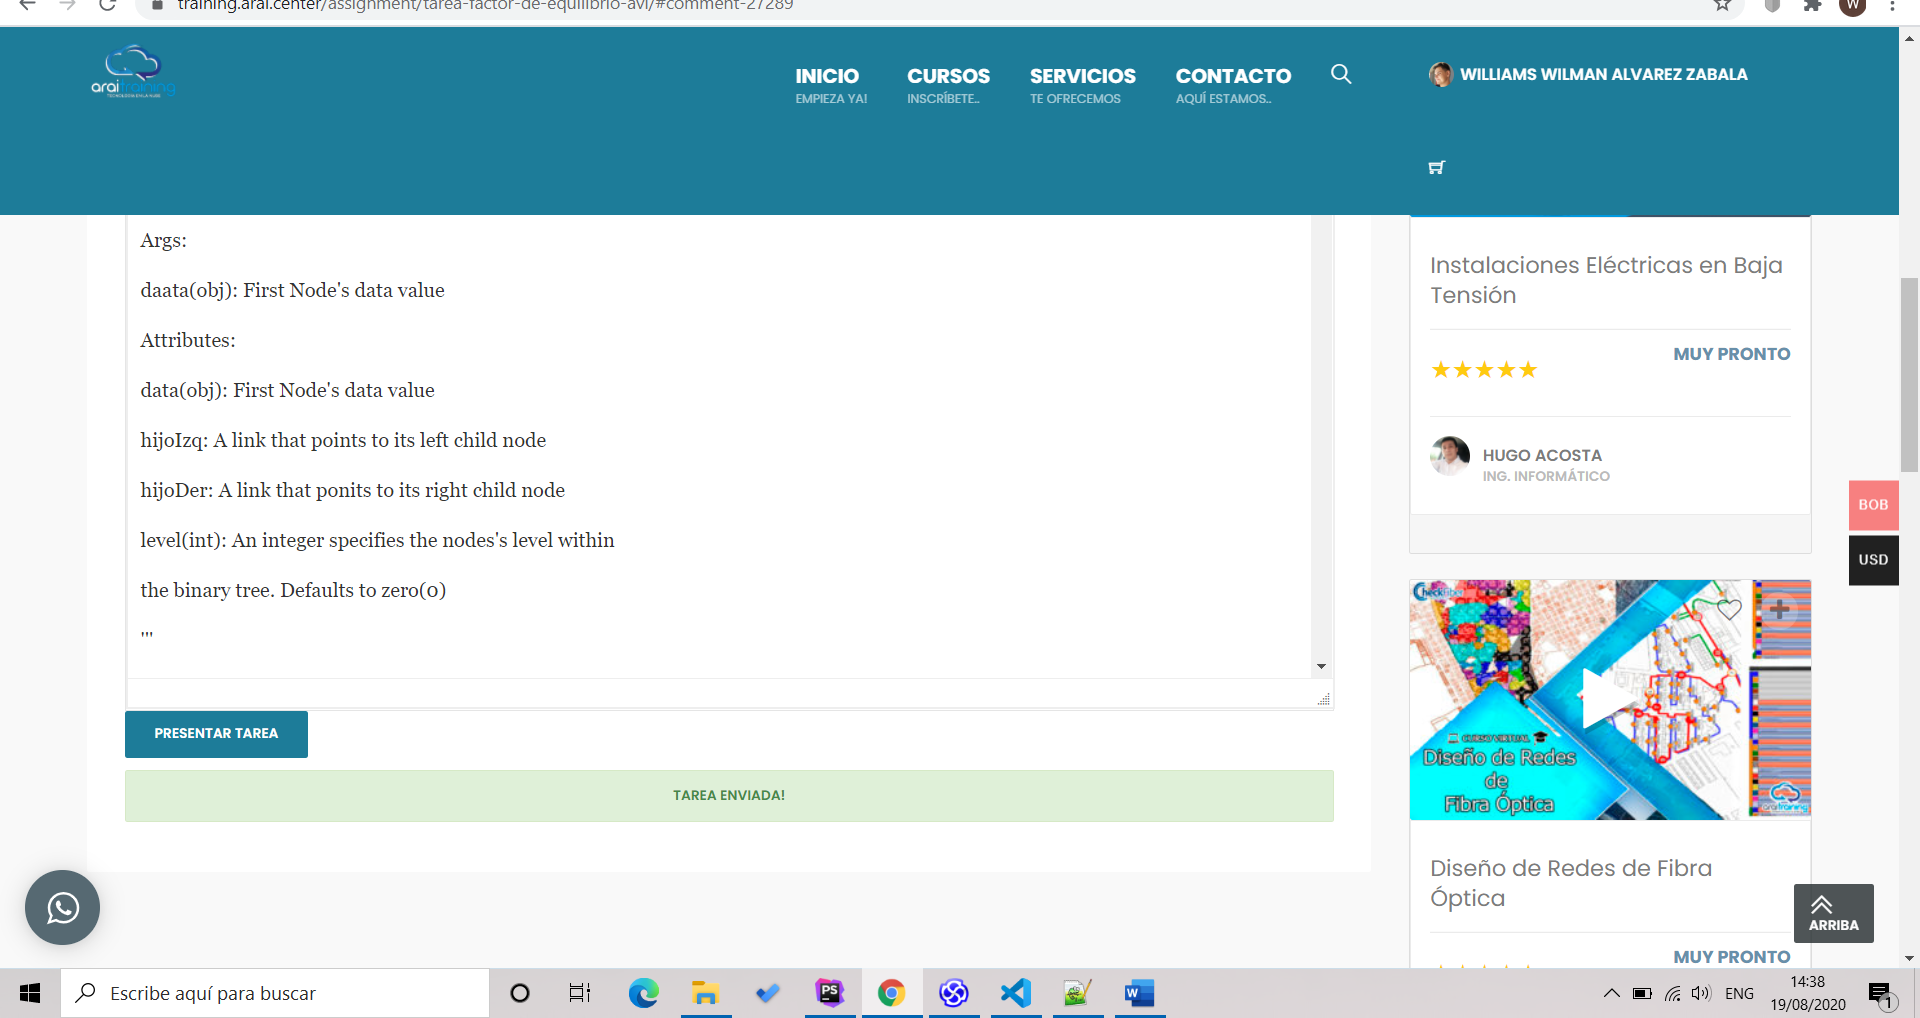 training.arai.center/assignment/tarea-factor-de-equilibrio-avl/#comment-27289
W
araitraining
INICIO
EMPIEZA YA!
CURSOS
INSCRÍBETE..
SERVICIOS
TE OFRECEMOS
CONTACTO
AQUÍ ESTAMOS..
WILLIAMS WILMAN ALVAREZ ZABALA
Args:
daata(obj): First Node's data value
Attributes:
data(obj): First Node's data value
hijoIzq: A link that points to its left child node
hijoDer: A link that ponits to its right child node
level(int): An integer specifies the nodes's level within
the binary tree. Defaults to zero(0)
'''
PRESENTAR TAREA
TAREA ENVIADA!
Instalaciones Eléctricas en Baja
Tensión
MUY PRONTO
HUGO ACOSTA
ING. INFORMÁTICO
BOB
USD
CURSO VIRTUAL
Diseño de Redes
de
Fibra Óptica
araitraining
Diseño de Redes de Fibra
Óptica
MUY PRONTO
ARRIBA
Escribe aquí para buscar
PS
W
ENG
14:38
19/08/2020
1